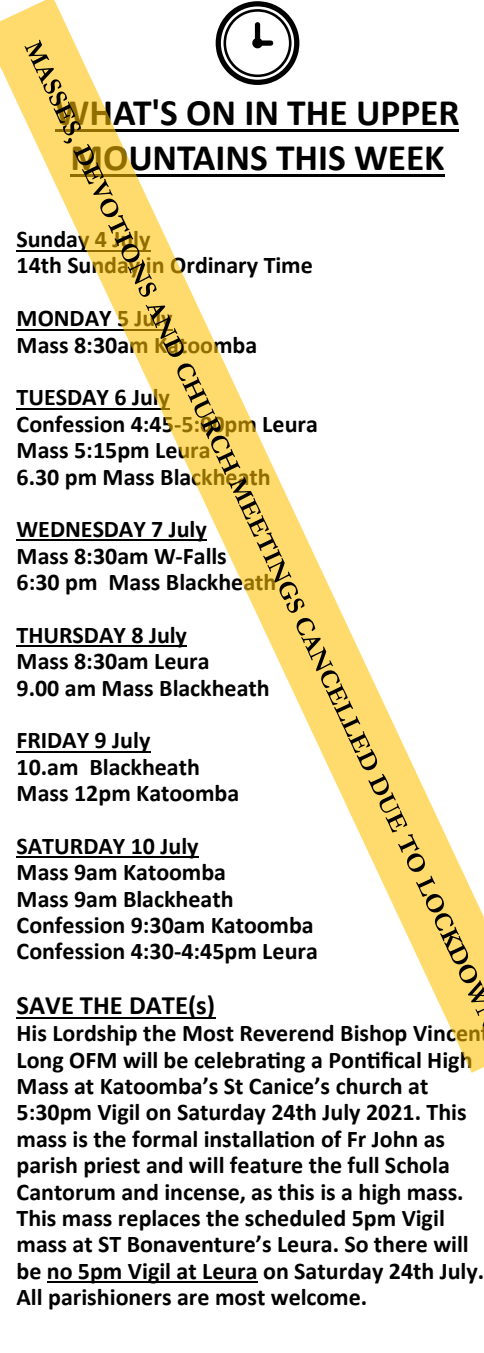 WHAT'S ON IN THE UPPER
MOUNTAINS THIS WEEK
MASSES, DEVOTIONS AND CHURCH MEETINGS CANCELLED DUE TO LOCKDOWN
Sunday 4 July
14th Sunday in Ordinary Time
MONDAY 5 July
Mass 8:30am Katoomba
TUESDAY 6 July
Confession 4:45-5:00pm Leura
Mass 5:15pm Leura
6.30 pm Mass Blackheath
WEDNESDAY 7 July
Mass 8:30am W-Falls
6:30 pm  Mass Blackheath
THURSDAY 8 July
Mass 8:30am Leura
9.00 am Mass Blackheath
FRIDAY 9 July
10.am  Blackheath
Mass 12pm Katoomba
SATURDAY 10 July
Mass 9am Katoomba
Mass 9am Blackheath
Confession 9:30am Katoomba
Confession 4:30-4:45pm Leura
SAVE THE DATE(s)
His Lordship the Most Reverend Bishop Vincent
Long OFM will be celebrating a Pontifical High
Mass at Katoomba’s St Canice’s church at
5:30pm Vigil on Saturday 24th July 2021. This
mass is the formal installation of Fr John as
parish priest and will feature the full Schola
Cantorum and incense, as this is a high mass.
This mass replaces the scheduled 5pm Vigil
mass at ST Bonaventure’s Leura. So there will
be no 5pm Vigil at Leura on Saturday 24th July.
All parishioners are most welcome.